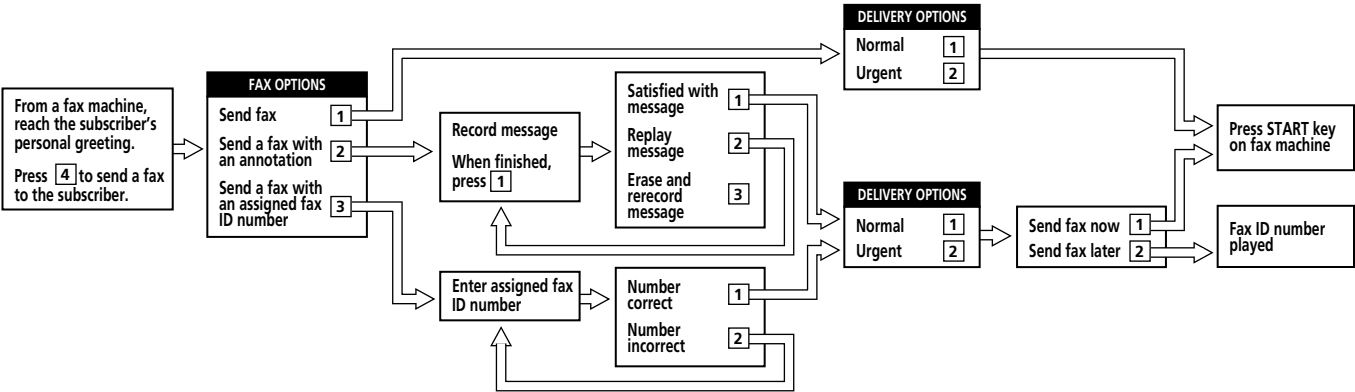 From a fax machine,
reach the subscriber's
personal greeting.
Press 4 to send a fax
to the subscriber.
FAX OPTIONS
Send fax 1
Send a fax with
an annotation 2
Send a fax with
an assigned fax
ID number 3
Record message
When finished,
press 1
Satisfied with
message 1
Replay
message 2
Erase and
rerecord
message 3
Enter assigned fax
ID number
Number
correct 1
Number
incorrect 2
DELIVERY OPTIONS
Normal 1
Urgent 2
DELIVERY OPTIONS
Normal 1
Urgent 2
Send fax now 1
Send fax later 2
Press START key
on fax machine
Fax ID number
played